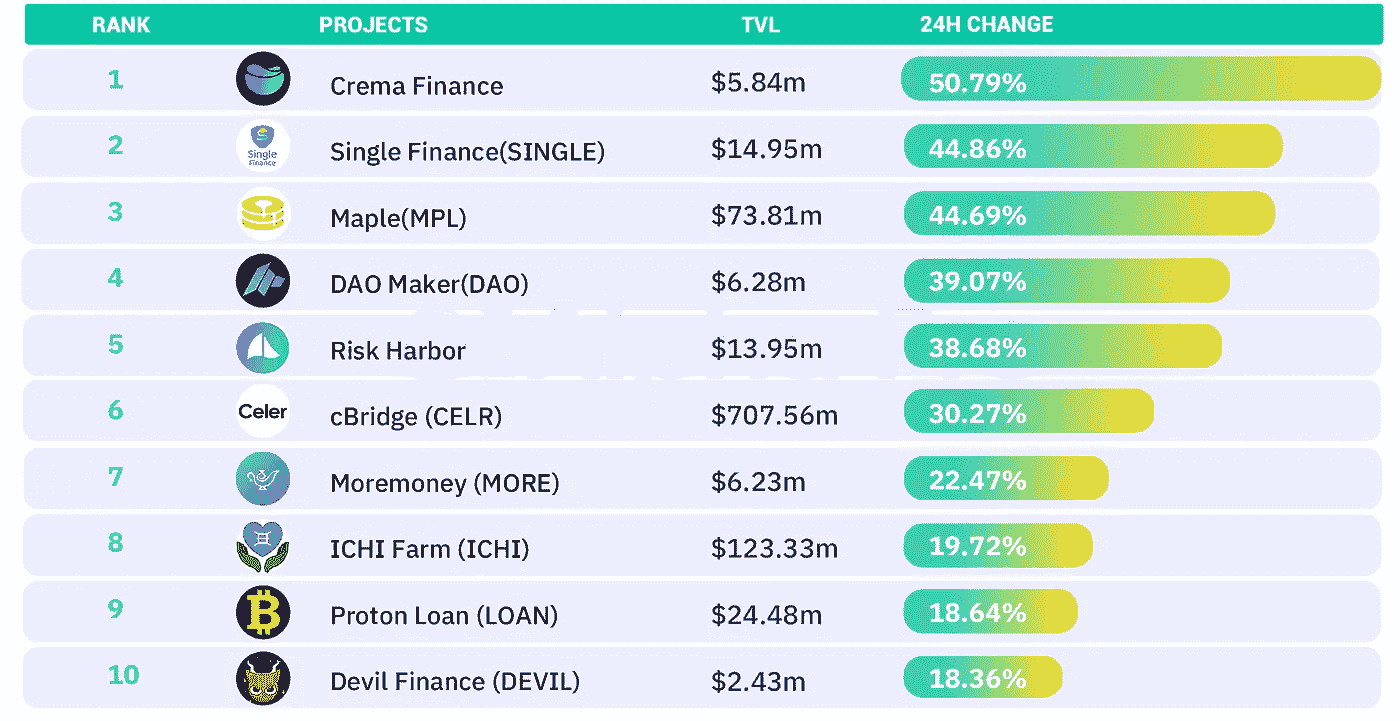 RANK PROJECTS TVL 24H CHANGE
1 Crema Finance $5.84m 50.79%
2 Single Finance Single Finance(SINGLE) $14.95m 44.86%
3 Maple(MPL) $73.81m 44.69%
4 DAO Maker(DAO) $6.28m 39.07%
5 Risk Harbor $13.95m 38.68%
6 Celer cBridge (CELR) $707.56m 30.27%
7 Moremoney (MORE) $6.23m 22.47%
8 ICHI Farm (ICHI) $123.33m 19.72%
9 Proton Loan (LOAN) $24.48m 18.64%
10 Devil Finance (DEVIL) $2.43m 18.36%